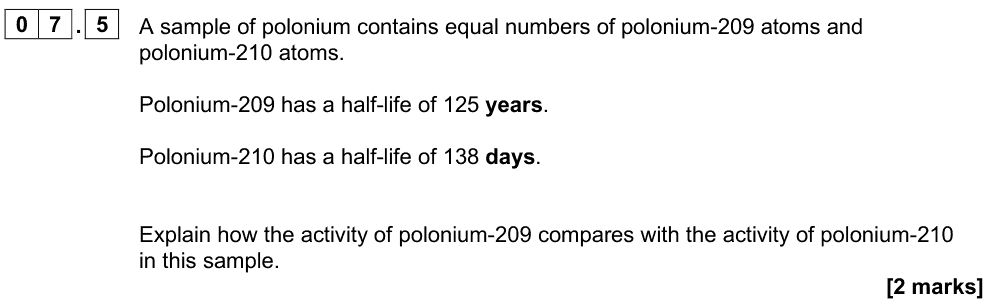 0 7 . 5 A sample of polonium contains equal numbers of polonium-209 atoms and
polonium-210 atoms.
Polonium-209 has a half-life of 125 years.
Polonium-210 has a half-life of 138 days.
Explain how the activity of polonium-209 compares with the activity of polonium-210
in this sample.
[2 marks]